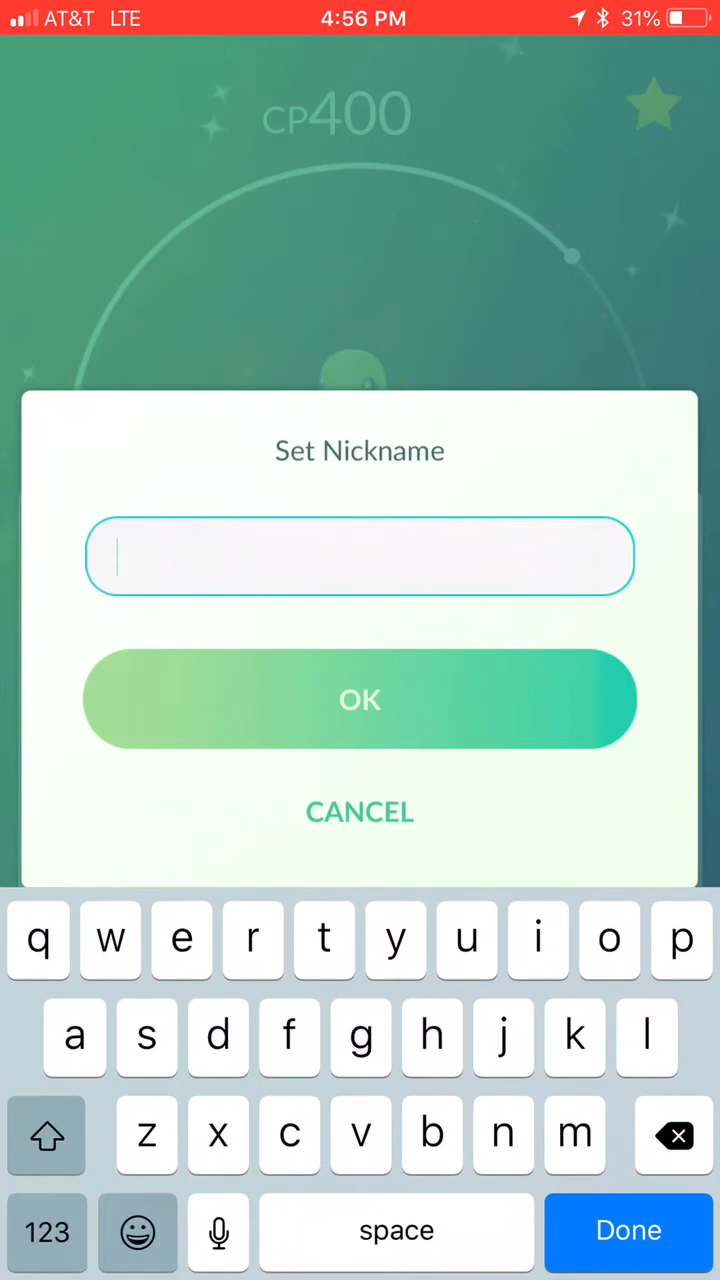 AT&T LTE 4:56 PM 31%
CP400
Set Nickname
OK
CANCEL
q w e r t y u i o p
a s d f g h j k l
z x c v b n m
123 space Done